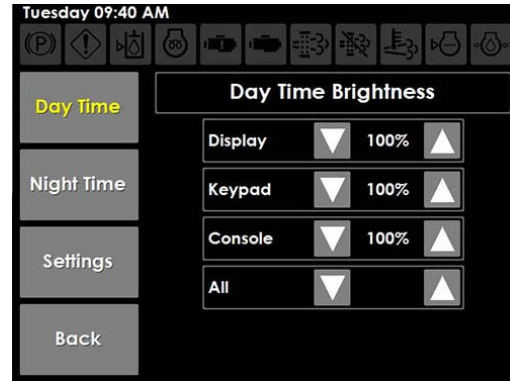 Tuesday 09:40 AM
(P)
Day Time
Night Time
Settings
Back
Day Time Brightness
Display 100%
Keypad 100%
Console 100%
All